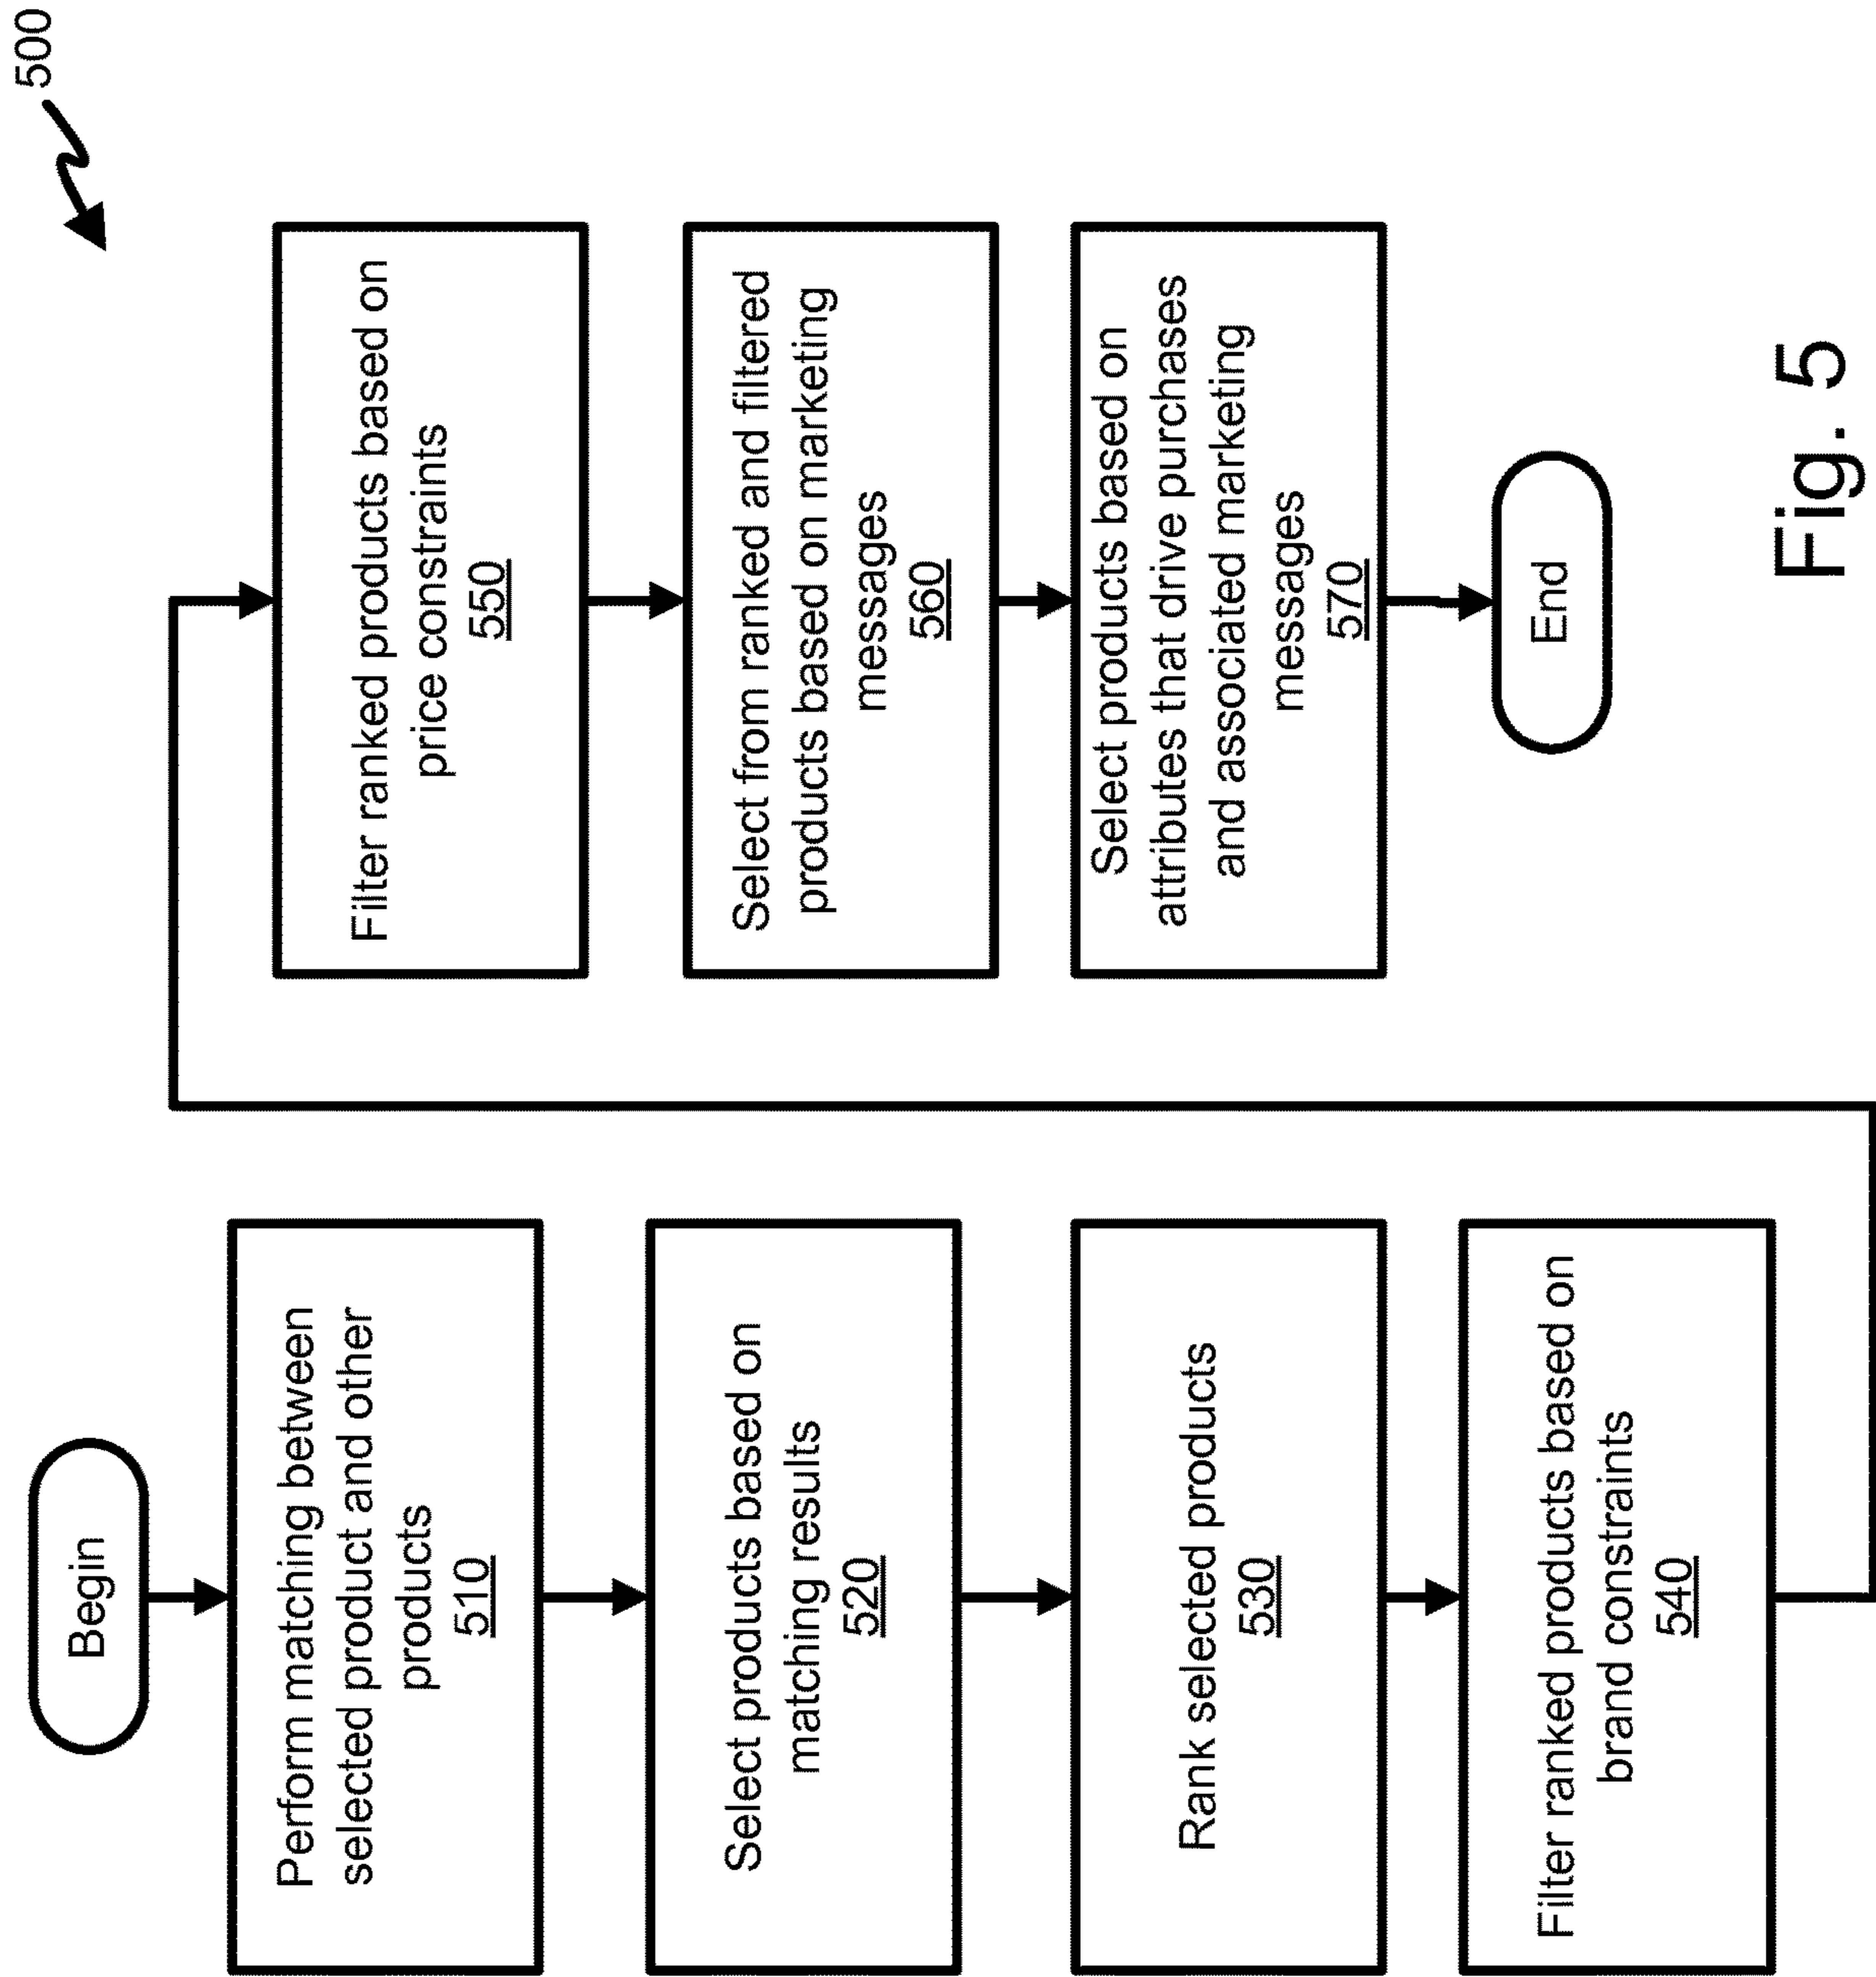 500
Begin
Perform matching between
selected product and other
products
510
Select products based on
matching results
520
Rank selected products
530
Filter ranked products based on
brand constraints
540
Filter ranked products based on
price constraints
550
Select from ranked and filtered
products based on marketing
messages
560
Select products based on
attributes that drive purchases
and associated marketing
messages
570
End
Fig. 5